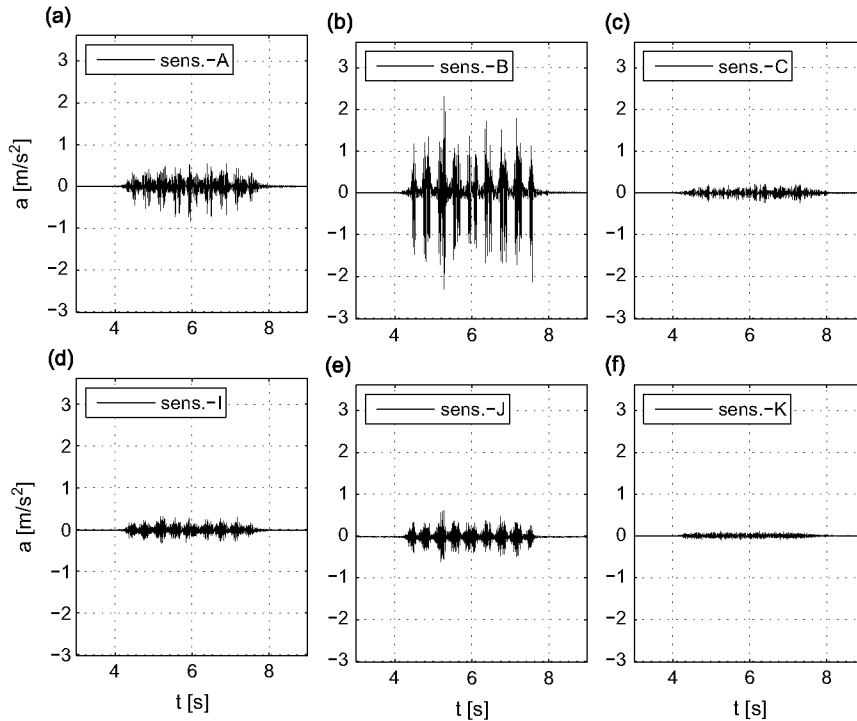 (a)
sens.−A
a [m/s²]
3
2
1
0
−1
−2
−3
4 6 8
(b)
sens.−B
3
2
1
0
−1
−2
−3
4 6 8
(c)
sens.−C
3
2
1
0
−1
−2
−3
4 6 8
(d)
sens.−I
a [m/s²]
3
2
1
0
−1
−2
−3
4 6 8
t [s]
(e)
sens.−J
3
2
1
0
−1
−2
−3
4 6 8
t [s]
(f)
sens.−K
3
2
1
0
−1
−2
−3
4 6 8
t [s]